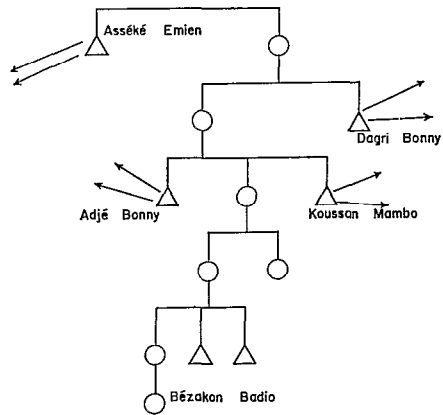 Asséké Emien
Dagri Bonny
Adjé Bonny
Koussan Mambo
Bézakon Badio